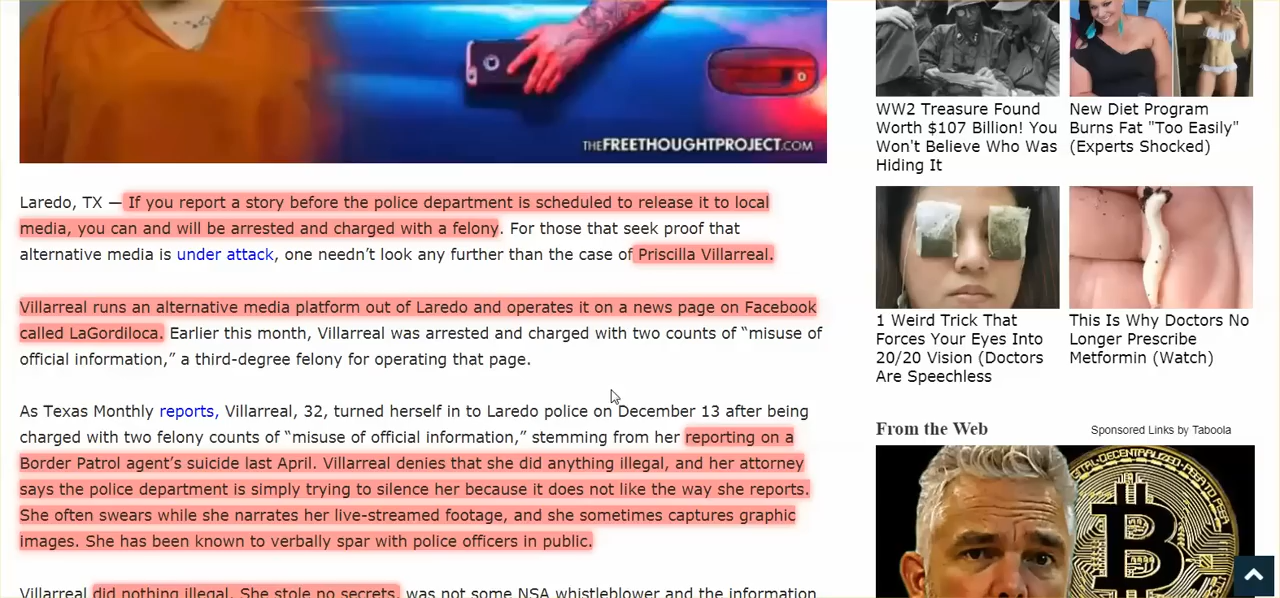 THEFREETHOUGHTPROJECT.COM
Laredo, TX — If you report a story before the police department is scheduled to release it to local
media, you can and will be arrested and charged with a felony. For those that seek proof that
alternative media is under attack, one needn’t look any further than the case of Priscilla Villarreal.
Villarreal runs an alternative media platform out of Laredo and operates it on a news page on Facebook
called LaGordiloca. Earlier this month, Villarreal was arrested and charged with two counts of “misuse of
official information,” a third-degree felony for operating that page.
As Texas Monthly reports, Villarreal, 32, turned herself in to Laredo police on December 13 after being
charged with two felony counts of “misuse of official information,” stemming from her reporting on a
Border Patrol agent’s suicide last April. Villarreal denies that she did anything illegal, and her attorney
says the police department is simply trying to silence her because it does not like the way she reports.
She often swears while she narrates her live-streamed footage, and she sometimes captures graphic
images. She has been known to verbally spar with police officers in public.
Villarreal did nothing illegal. She stole no secrets, was not some NSA whistleblower and the information
WW2 Treasure Found
Worth $107 Billion! You
Won't Believe Who Was
Hiding It
New Diet Program
Burns Fat "Too Easily"
(Experts Shocked)
1 Weird Trick That
Forces Your Eyes Into
20/20 Vision (Doctors
Are Speechless
This Is Why Doctors No
Longer Prescribe
Metformin (Watch)
From the Web
Sponsored Links by Taboola
DECENTRALIZED